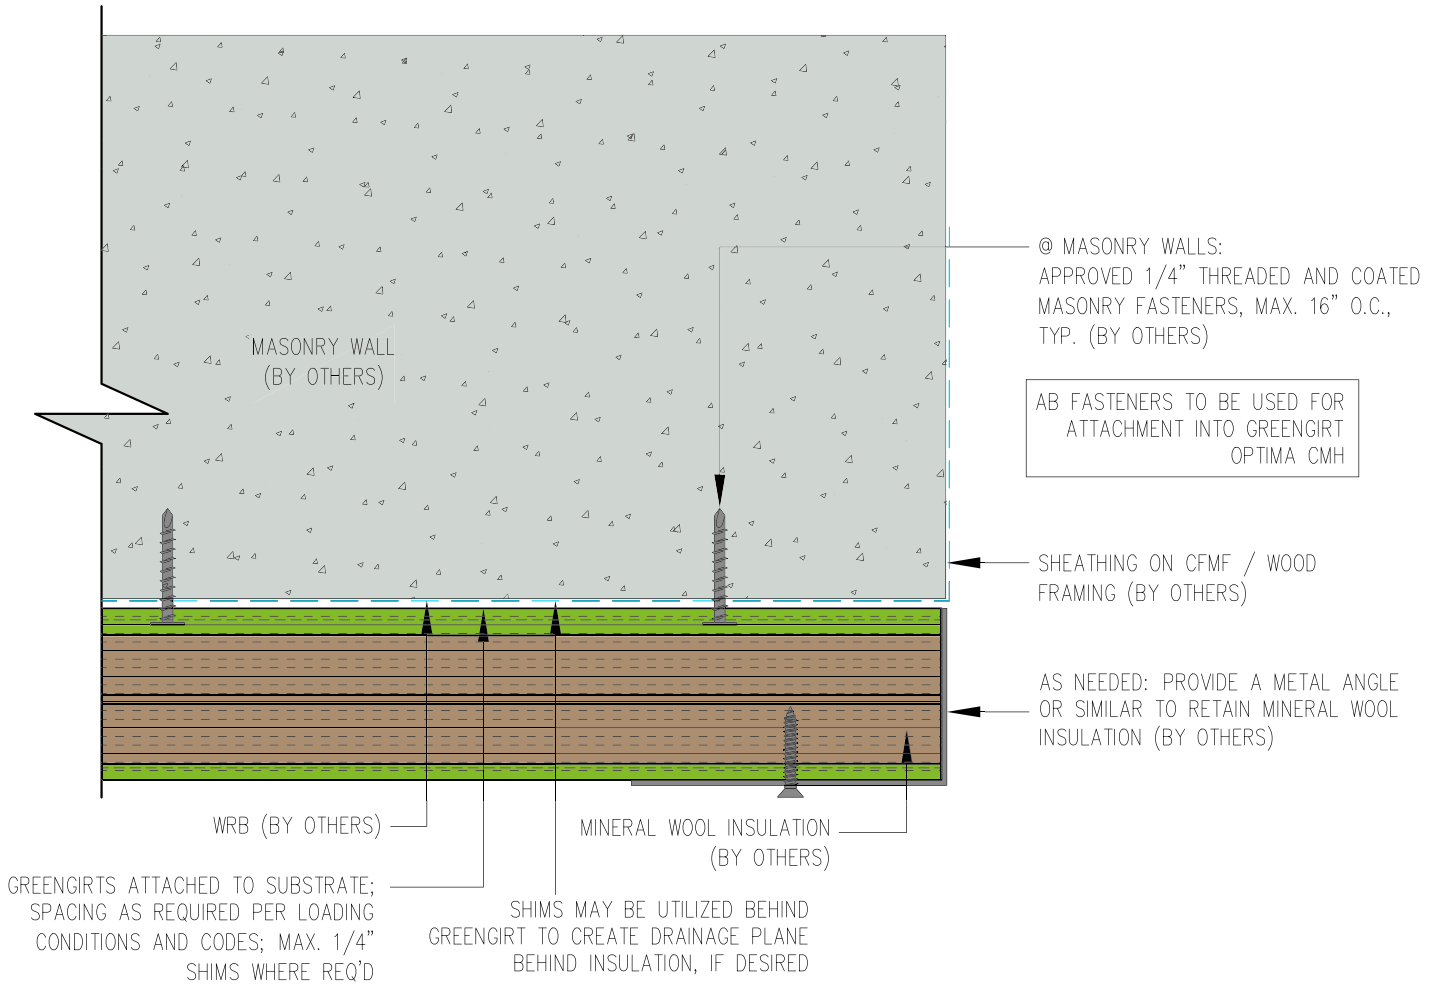 @ MASONRY WALLS:
APPROVED 1/4" THREADED AND COATED
MASONRY FASTENERS, MAX. 16" O.C.,
TYP. (BY OTHERS)
MASONRY WALL
(BY OTHERS)
AB FASTENERS TO BE USED FOR
ATTACHMENT INTO GREENGIRT
OPTIMA CMH
SHEATHING ON CFMF / WOOD
FRAMING (BY OTHERS)
AS NEEDED: PROVIDE A METAL ANGLE
OR SIMILAR TO RETAIN MINERAL WOOL
INSULATION (BY OTHERS)
WRB (BY OTHERS)
MINERAL WOOL INSULATION
(BY OTHERS)
GREENGIRTS ATTACHED TO SUBSTRATE;
SPACING AS REQUIRED PER LOADING
CONDITIONS AND CODES; MAX. 1/4"
SHIMS WHERE REQ'D
SHIMS MAY BE UTILIZED BEHIND
GREENGIRT TO CREATE DRAINAGE PLANE
BEHIND INSULATION, IF DESIRED